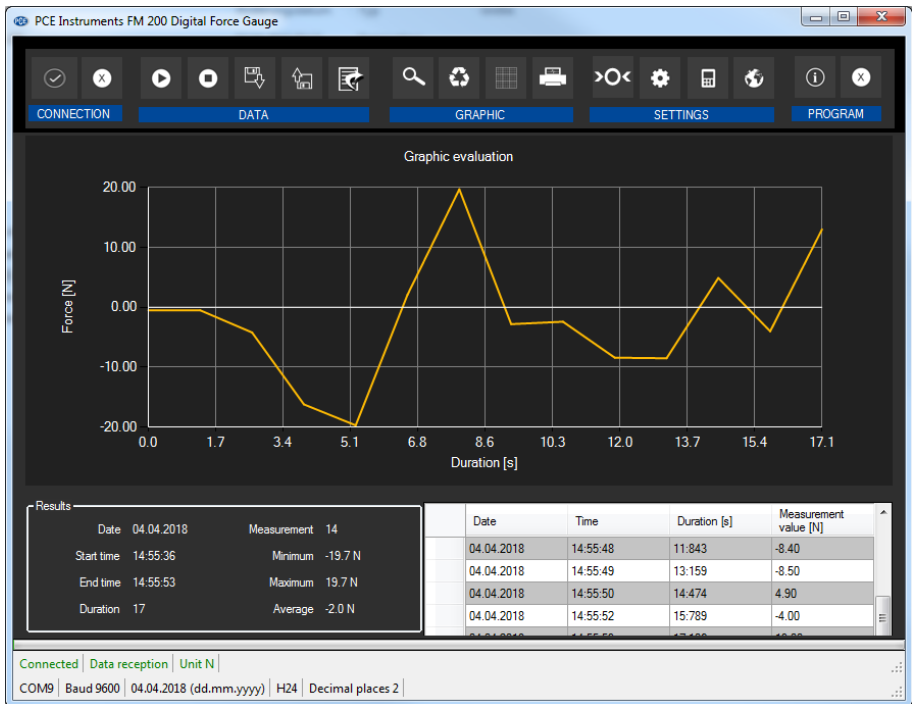 PCE Instruments FM 200 Digital Force Gauge
CONNECTION DATA GRAPHIC SETTINGS PROGRAM
Graphic evaluation
Force [N]
20.00
10.00
0.00
-10.00
-20.00
0.0 1.7 3.4 5.1 6.8 8.6 10.3 12.0 13.7 15.4 17.1
Duration [s]
Results
Date 04.04.2018 Measurement 14
Start time 14:55:36 Minimum -19.7 N
End time 14:55:53 Maximum 19.7 N
Duration 17 Average -2.0 N
Date Time Duration [s] Measurement value [N]
04.04.2018 14:55:48 11:843 -8.40
04.04.2018 14:55:49 13:159 -8.50
04.04.2018 14:55:50 14:474 4.90
04.04.2018 14:55:52 15:789 -4.00
Connected Data reception Unit N
COM9 Baud 9600 04.04.2018 (dd.mm.yyyy) H24 Decimal places 2